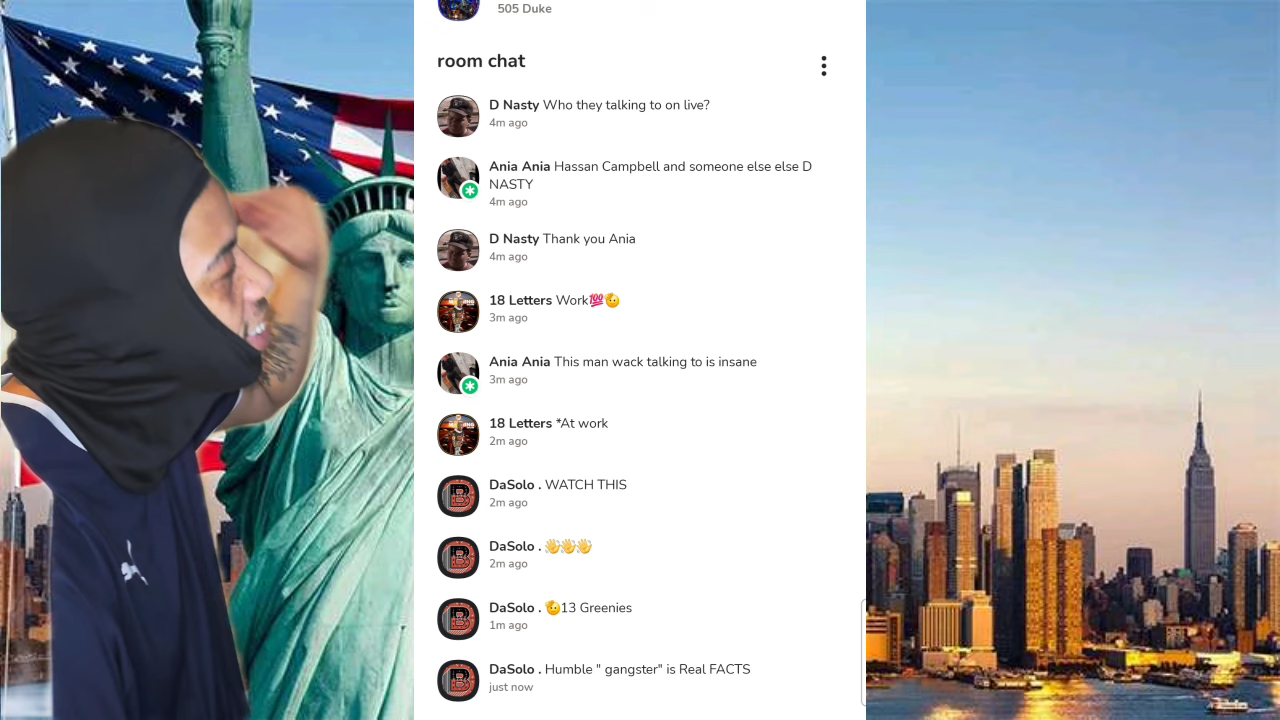 505 Duke
room chat
D Nasty Who they talking to on live?
4m ago
Ania Ania Hassan Campbell and someone else else D
NASTY
4m ago
D Nasty Thank you Ania
4m ago
18 Letters Work💯🫡
3m ago
Ania Ania This man wack talking to is insane
3m ago
18 Letters *At work
2m ago
DaSolo . WATCH THIS
2m ago
DaSolo . 👋👋👋
2m ago
DaSolo . 🫡13 Greenies
1m ago
DaSolo . Humble " gangster" is Real FACTS
just now